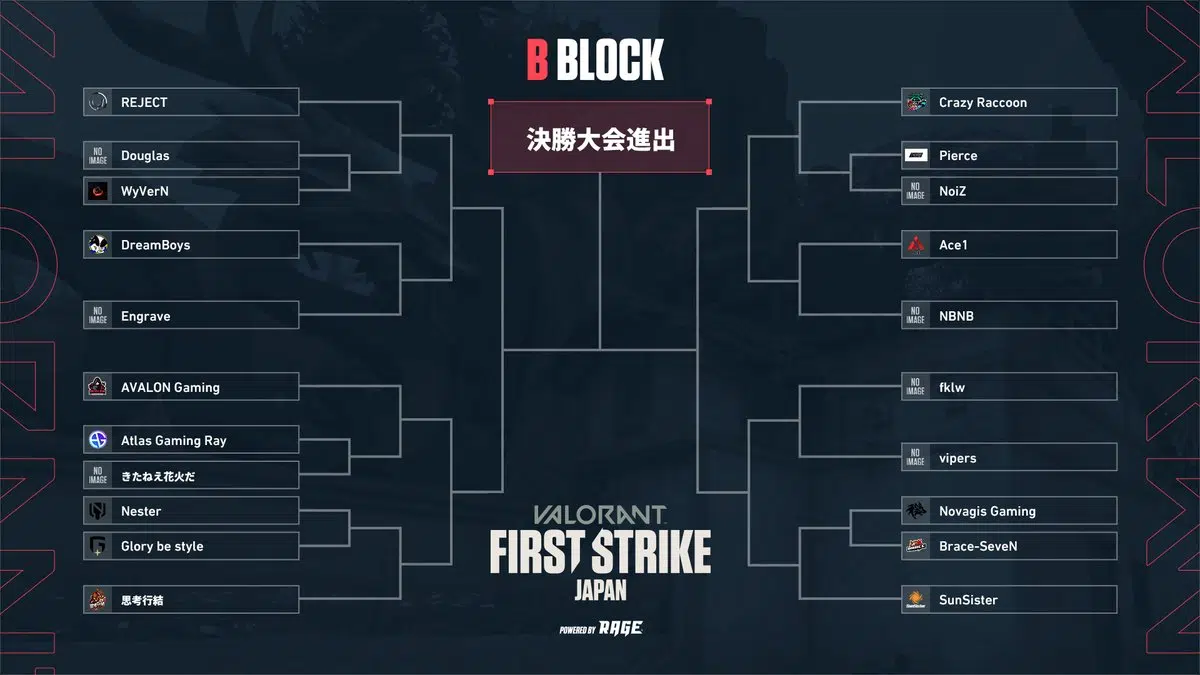 B BLOCK
決勝大会進出
REJECT
NO IMAGE
Douglas
WyVerN
DreamBoys
NO IMAGE
Engrave
AVALON Gaming
Atlas Gaming Ray
NO IMAGE
きたねえ花火だ
Nester
Glory be style
思考行結
Crazy Raccoon
Pierce
NO IMAGE
NoiZ
Ace1
NO IMAGE
NBNB
NO IMAGE
fklw
NO IMAGE
vipers
Novagis Gaming
Brace-SeveN
SunSister
VALORANT
FIRST STRIKE
JAPAN
POWERED BY RAGE